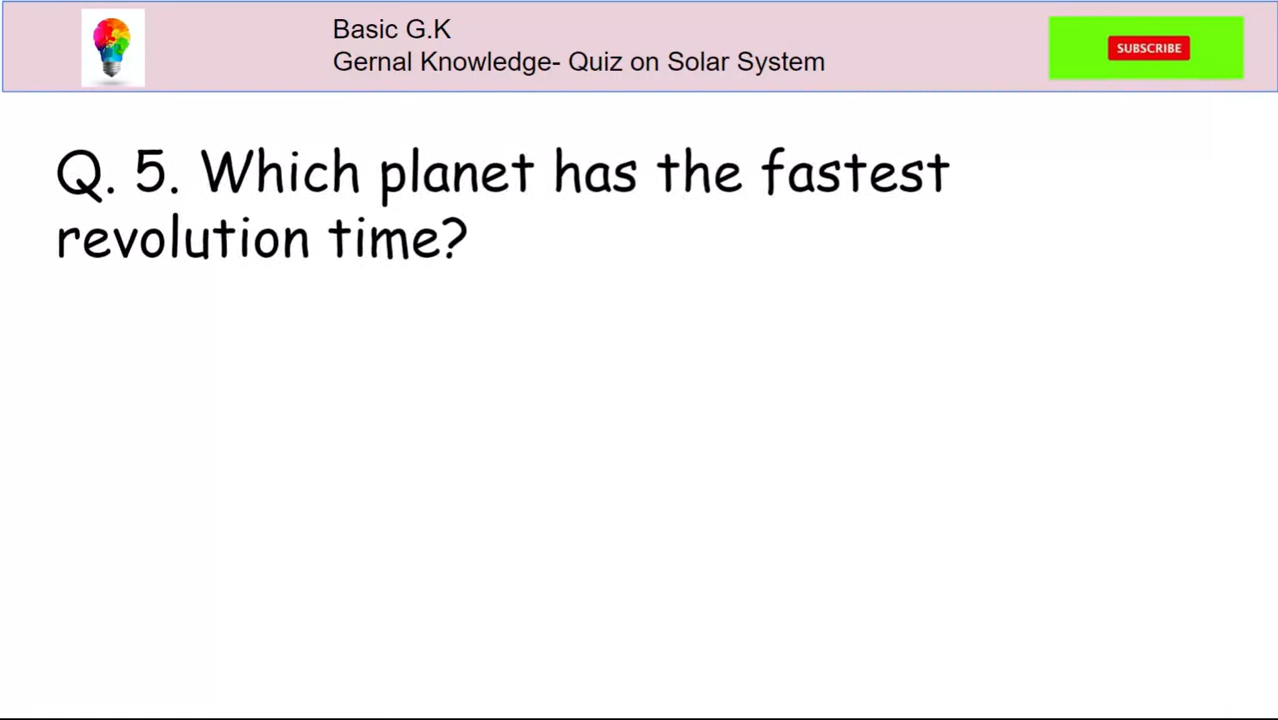 Basic G.K
Gernal Knowledge- Quiz on Solar System
SUBSCRIBE
Q. 5. Which planet has the fastest
revolution time?